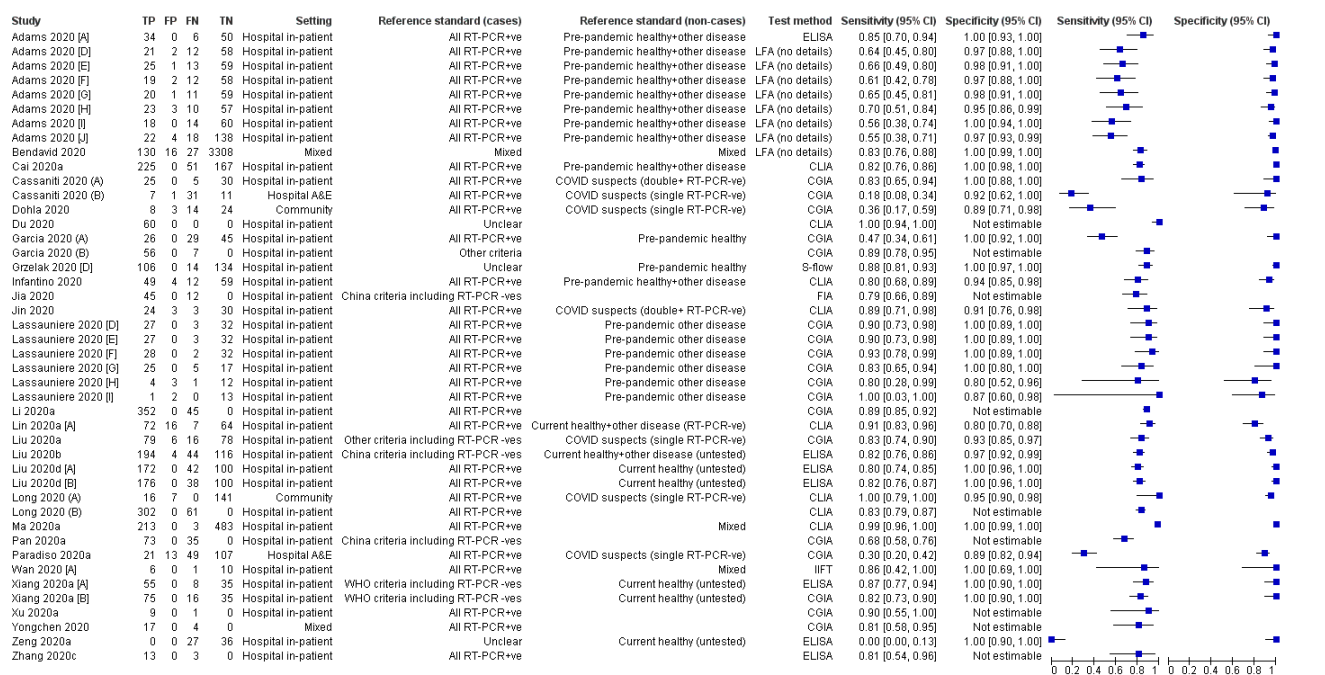 Study TP FP FN TN Setting Reference standard (cases) Reference standard (non-cases) Test method Sensitivity (95% CI) Specificity (95% CI) Sensitivity (95% CI) Specificity (95% CI)
Adams 2020 [A] 34 0 6 50 Hospital in-patient All RT-PCR+ve Pre-pandemic healthy+other disease ELISA 0.85 [0.70, 0.94] 1.00 [0.93, 1.00]
Adams 2020 [D] 21 2 12 58 Hospital in-patient All RT-PCR+ve Pre-pandemic healthy+other disease LFA (no details) 0.64 [0.45, 0.80] 0.97 [0.88, 1.00]
Adams 2020 [E] 25 1 13 59 Hospital in-patient All RT-PCR+ve Pre-pandemic healthy+other disease LFA (no details) 0.66 [0.49, 0.80] 0.98 [0.91, 1.00]
Adams 2020 [F] 19 2 12 58 Hospital in-patient All RT-PCR+ve Pre-pandemic healthy+other disease LFA (no details) 0.61 [0.42, 0.78] 0.97 [0.88, 1.00]
Adams 2020 [G] 20 1 11 59 Hospital in-patient All RT-PCR+ve Pre-pandemic healthy+other disease LFA (no details) 0.65 [0.45, 0.81] 0.98 [0.91, 1.00]
Adams 2020 [H] 23 3 10 57 Hospital in-patient All RT-PCR+ve Pre-pandemic healthy+other disease LFA (no details) 0.70 [0.51, 0.84] 0.95 [0.86, 0.99]
Adams 2020 [I] 18 0 14 60 Hospital in-patient All RT-PCR+ve Pre-pandemic healthy+other disease LFA (no details) 0.56 [0.38, 0.74] 1.00 [0.94, 1.00]
Adams 2020 [J] 22 4 18 138 Hospital in-patient All RT-PCR+ve Pre-pandemic healthy+other disease LFA (no details) 0.55 [0.38, 0.71] 0.97 [0.93, 0.99]
Bendavid 2020 130 16 27 3308 Mixed Mixed Mixed LFA (no details) 0.83 [0.76, 0.88] 1.00 [0.99, 1.00]
Cai 2020a 225 0 51 167 Hospital in-patient All RT-PCR+ve Pre-pandemic healthy+other disease CLIA 0.82 [0.76, 0.86] 1.00 [0.98, 1.00]
Cassaniti 2020 (A) 25 0 5 30 Hospital in-patient All RT-PCR+ve COVID suspects (double+ RT-PCR-ve) CGIA 0.83 [0.65, 0.94] 1.00 [0.88, 1.00]
Cassaniti 2020 (B) 7 1 31 11 Hospital A&E All RT-PCR+ve COVID suspects (single RT-PCR-ve) CGIA 0.18 [0.08, 0.34] 0.92 [0.62, 1.00]
Dohla 2020 8 3 14 24 Community All RT-PCR+ve COVID suspects (single RT-PCR-ve) CGIA 0.36 [0.17, 0.59] 0.89 [0.71, 0.98]
Du 2020 60 0 0 0 Hospital in-patient Unclear CLIA 1.00 [0.94, 1.00] Not estimable
Garcia 2020 (A) 26 0 29 45 Hospital in-patient All RT-PCR+ve Pre-pandemic healthy CGIA 0.47 [0.34, 0.61] 1.00 [0.92, 1.00]
Garcia 2020 (B) 56 0 7 0 Hospital in-patient Other criteria CGIA 0.89 [0.78, 0.95] Not estimable
Grzelak 2020 [D] 106 0 14 134 Hospital in-patient Unclear Pre-pandemic healthy S-flow 0.88 [0.81, 0.93] 1.00 [0.97, 1.00]
Infantino 2020 49 4 12 59 Hospital in-patient All RT-PCR+ve Pre-pandemic healthy+other disease CLIA 0.80 [0.68, 0.89] 0.94 [0.85, 0.98]
Jia 2020 45 0 12 0 Hospital in-patient China criteria including RT-PCR -ves FIA 0.79 [0.66, 0.89] Not estimable
Jin 2020 24 3 3 30 Hospital in-patient All RT-PCR+ve COVID suspects (double+ RT-PCR-ve) CLIA 0.89 [0.71, 0.98] 0.91 [0.76, 0.98]
Lassauniere 2020 [D] 27 0 3 32 Hospital in-patient All RT-PCR+ve Pre-pandemic other disease CGIA 0.90 [0.73, 0.98] 1.00 [0.89, 1.00]
Lassauniere 2020 [E] 27 0 3 32 Hospital in-patient All RT-PCR+ve Pre-pandemic other disease CGIA 0.90 [0.73, 0.98] 1.00 [0.89, 1.00]
Lassauniere 2020 [F] 28 0 2 32 Hospital in-patient All RT-PCR+ve Pre-pandemic other disease CGIA 0.93 [0.78, 0.99] 1.00 [0.89, 1.00]
Lassauniere 2020 [G] 25 0 5 17 Hospital in-patient All RT-PCR+ve Pre-pandemic other disease CGIA 0.83 [0.65, 0.94] 1.00 [0.80, 1.00]
Lassauniere 2020 [H] 4 3 1 12 Hospital in-patient All RT-PCR+ve Pre-pandemic other disease CGIA 0.80 [0.28, 0.99] 0.80 [0.52, 0.96]
Lassauniere 2020 [I] 1 2 0 13 Hospital in-patient All RT-PCR+ve Pre-pandemic other disease CGIA 1.00 [0.03, 1.00] 0.87 [0.60, 0.98]
Li 2020a 352 0 45 0 Hospital in-patient All RT-PCR+ve CGIA 0.89 [0.85, 0.92] Not estimable
Lin 2020a [A] 72 16 7 64 Hospital in-patient All RT-PCR+ve Current healthy+other disease (RT-PCR-ve) CLIA 0.91 [0.83, 0.96] 0.80 [0.70, 0.88]
Liu 2020a 79 6 16 78 Hospital in-patient Other criteria including RT-PCR -ves COVID suspects (single RT-PCR-ve) CGIA 0.83 [0.74, 0.90] 0.93 [0.85, 0.97]
Liu 2020b 194 4 44 116 Hospital in-patient China criteria including RT-PCR -ves Current healthy+other disease (untested) ELISA 0.82 [0.76, 0.86] 0.97 [0.92, 0.99]
Liu 2020d [A] 172 0 42 100 Hospital in-patient All RT-PCR+ve Current healthy (untested) ELISA 0.80 [0.74, 0.85] 1.00 [0.96, 1.00]
Liu 2020d [B] 176 0 38 100 Hospital in-patient All RT-PCR+ve Current healthy (untested) ELISA 0.82 [0.76, 0.87] 1.00 [0.96, 1.00]
Long 2020 (A) 16 7 0 141 Community All RT-PCR+ve COVID suspects (single RT-PCR-ve) CLIA 1.00 [0.79, 1.00] 0.95 [0.90, 0.98]
Long 2020 (B) 302 0 61 0 Hospital in-patient All RT-PCR+ve CLIA 0.83 [0.79, 0.87] Not estimable
Ma 2020a 213 0 3 483 Hospital in-patient All RT-PCR+ve Mixed CLIA 0.99 [0.96, 1.00] 1.00 [0.99, 1.00]
Pan 2020a 73 0 35 0 Hospital in-patient China criteria including RT-PCR -ves CGIA 0.68 [0.58, 0.76] Not estimable
Paradiso 2020a 21 13 49 107 Hospital A&E All RT-PCR+ve COVID suspects (single RT-PCR-ve) CGIA 0.30 [0.20, 0.42] 0.89 [0.82, 0.94]
Wan 2020 [A] 6 0 1 10 Hospital in-patient All RT-PCR+ve Mixed IIFT 0.86 [0.42, 1.00] 1.00 [0.69, 1.00]
Xiang 2020a [A] 55 0 8 35 Hospital in-patient WHO criteria including RT-PCR -ves Current healthy (untested) ELISA 0.87 [0.77, 0.94] 1.00 [0.90, 1.00]
Xiang 2020a [B] 75 0 16 35 Hospital in-patient WHO criteria including RT-PCR -ves Current healthy (untested) CGIA 0.82 [0.73, 0.90] 1.00 [0.90, 1.00]
Xu 2020a 9 0 1 0 Hospital in-patient All RT-PCR+ve CGIA 0.90 [0.55, 1.00] Not estimable
Yongchen 2020 17 0 4 0 Mixed All RT-PCR+ve CGIA 0.81 [0.58, 0.95] Not estimable
Zeng 2020a 0 0 27 36 Hospital in-patient Unclear Current healthy (untested) ELISA 0.00 [0.00, 0.13] 1.00 [0.90, 1.00]
Zhang 2020c 13 0 3 0 Hospital in-patient All RT-PCR+ve ELISA 0.81 [0.54, 0.96] Not estimable
0 0.2 0.4 0.6 0.8 1 0 0.2 0.4 0.6 0.8 1